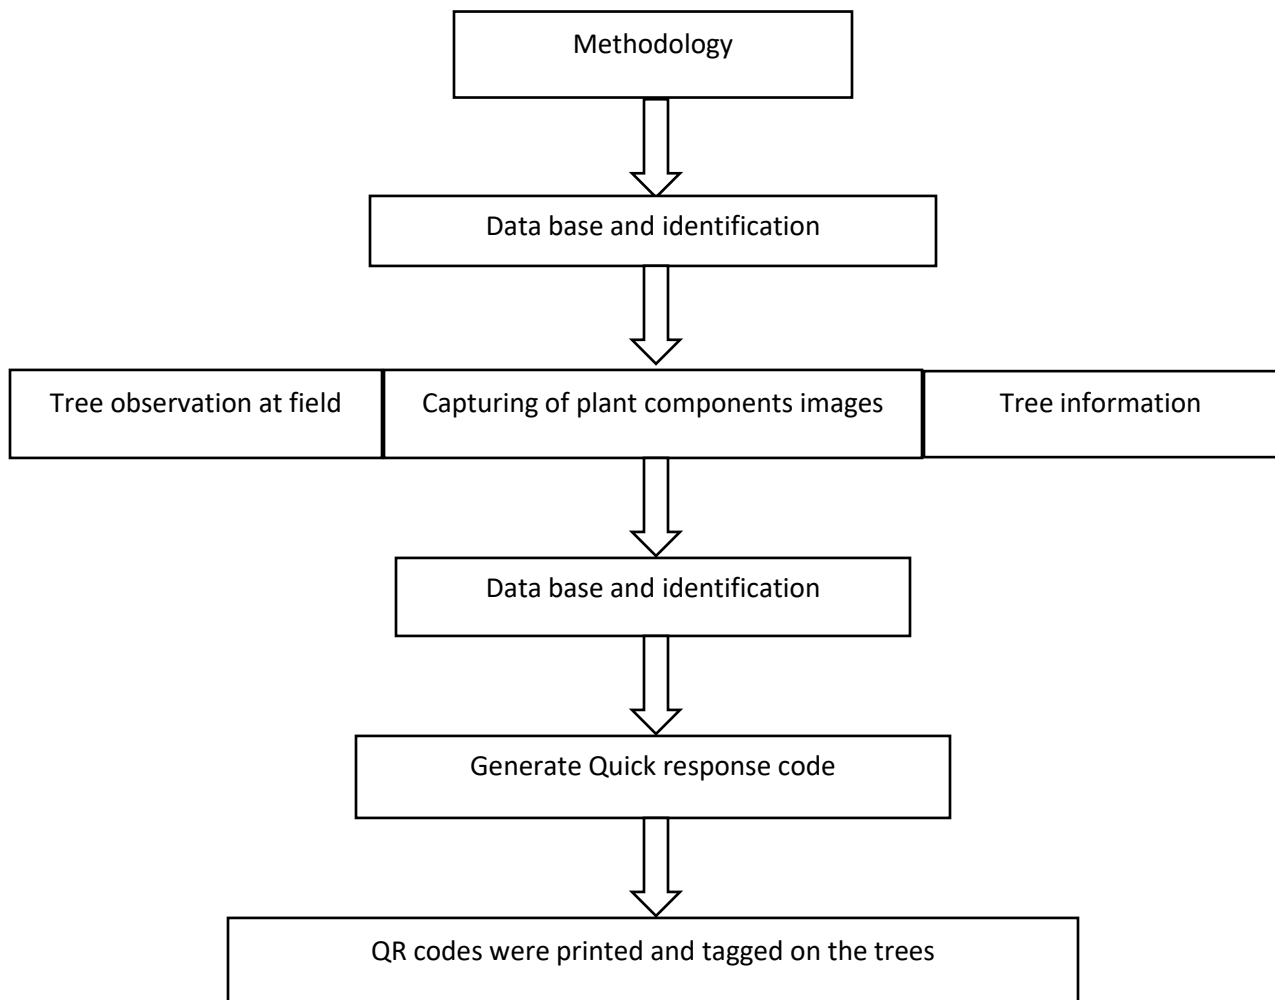 Methodology
Data base and identification
Tree observation at field
Capturing of plant components images
Tree information
Data base and identification
Generate Quick response code
QR codes were printed and tagged on the trees